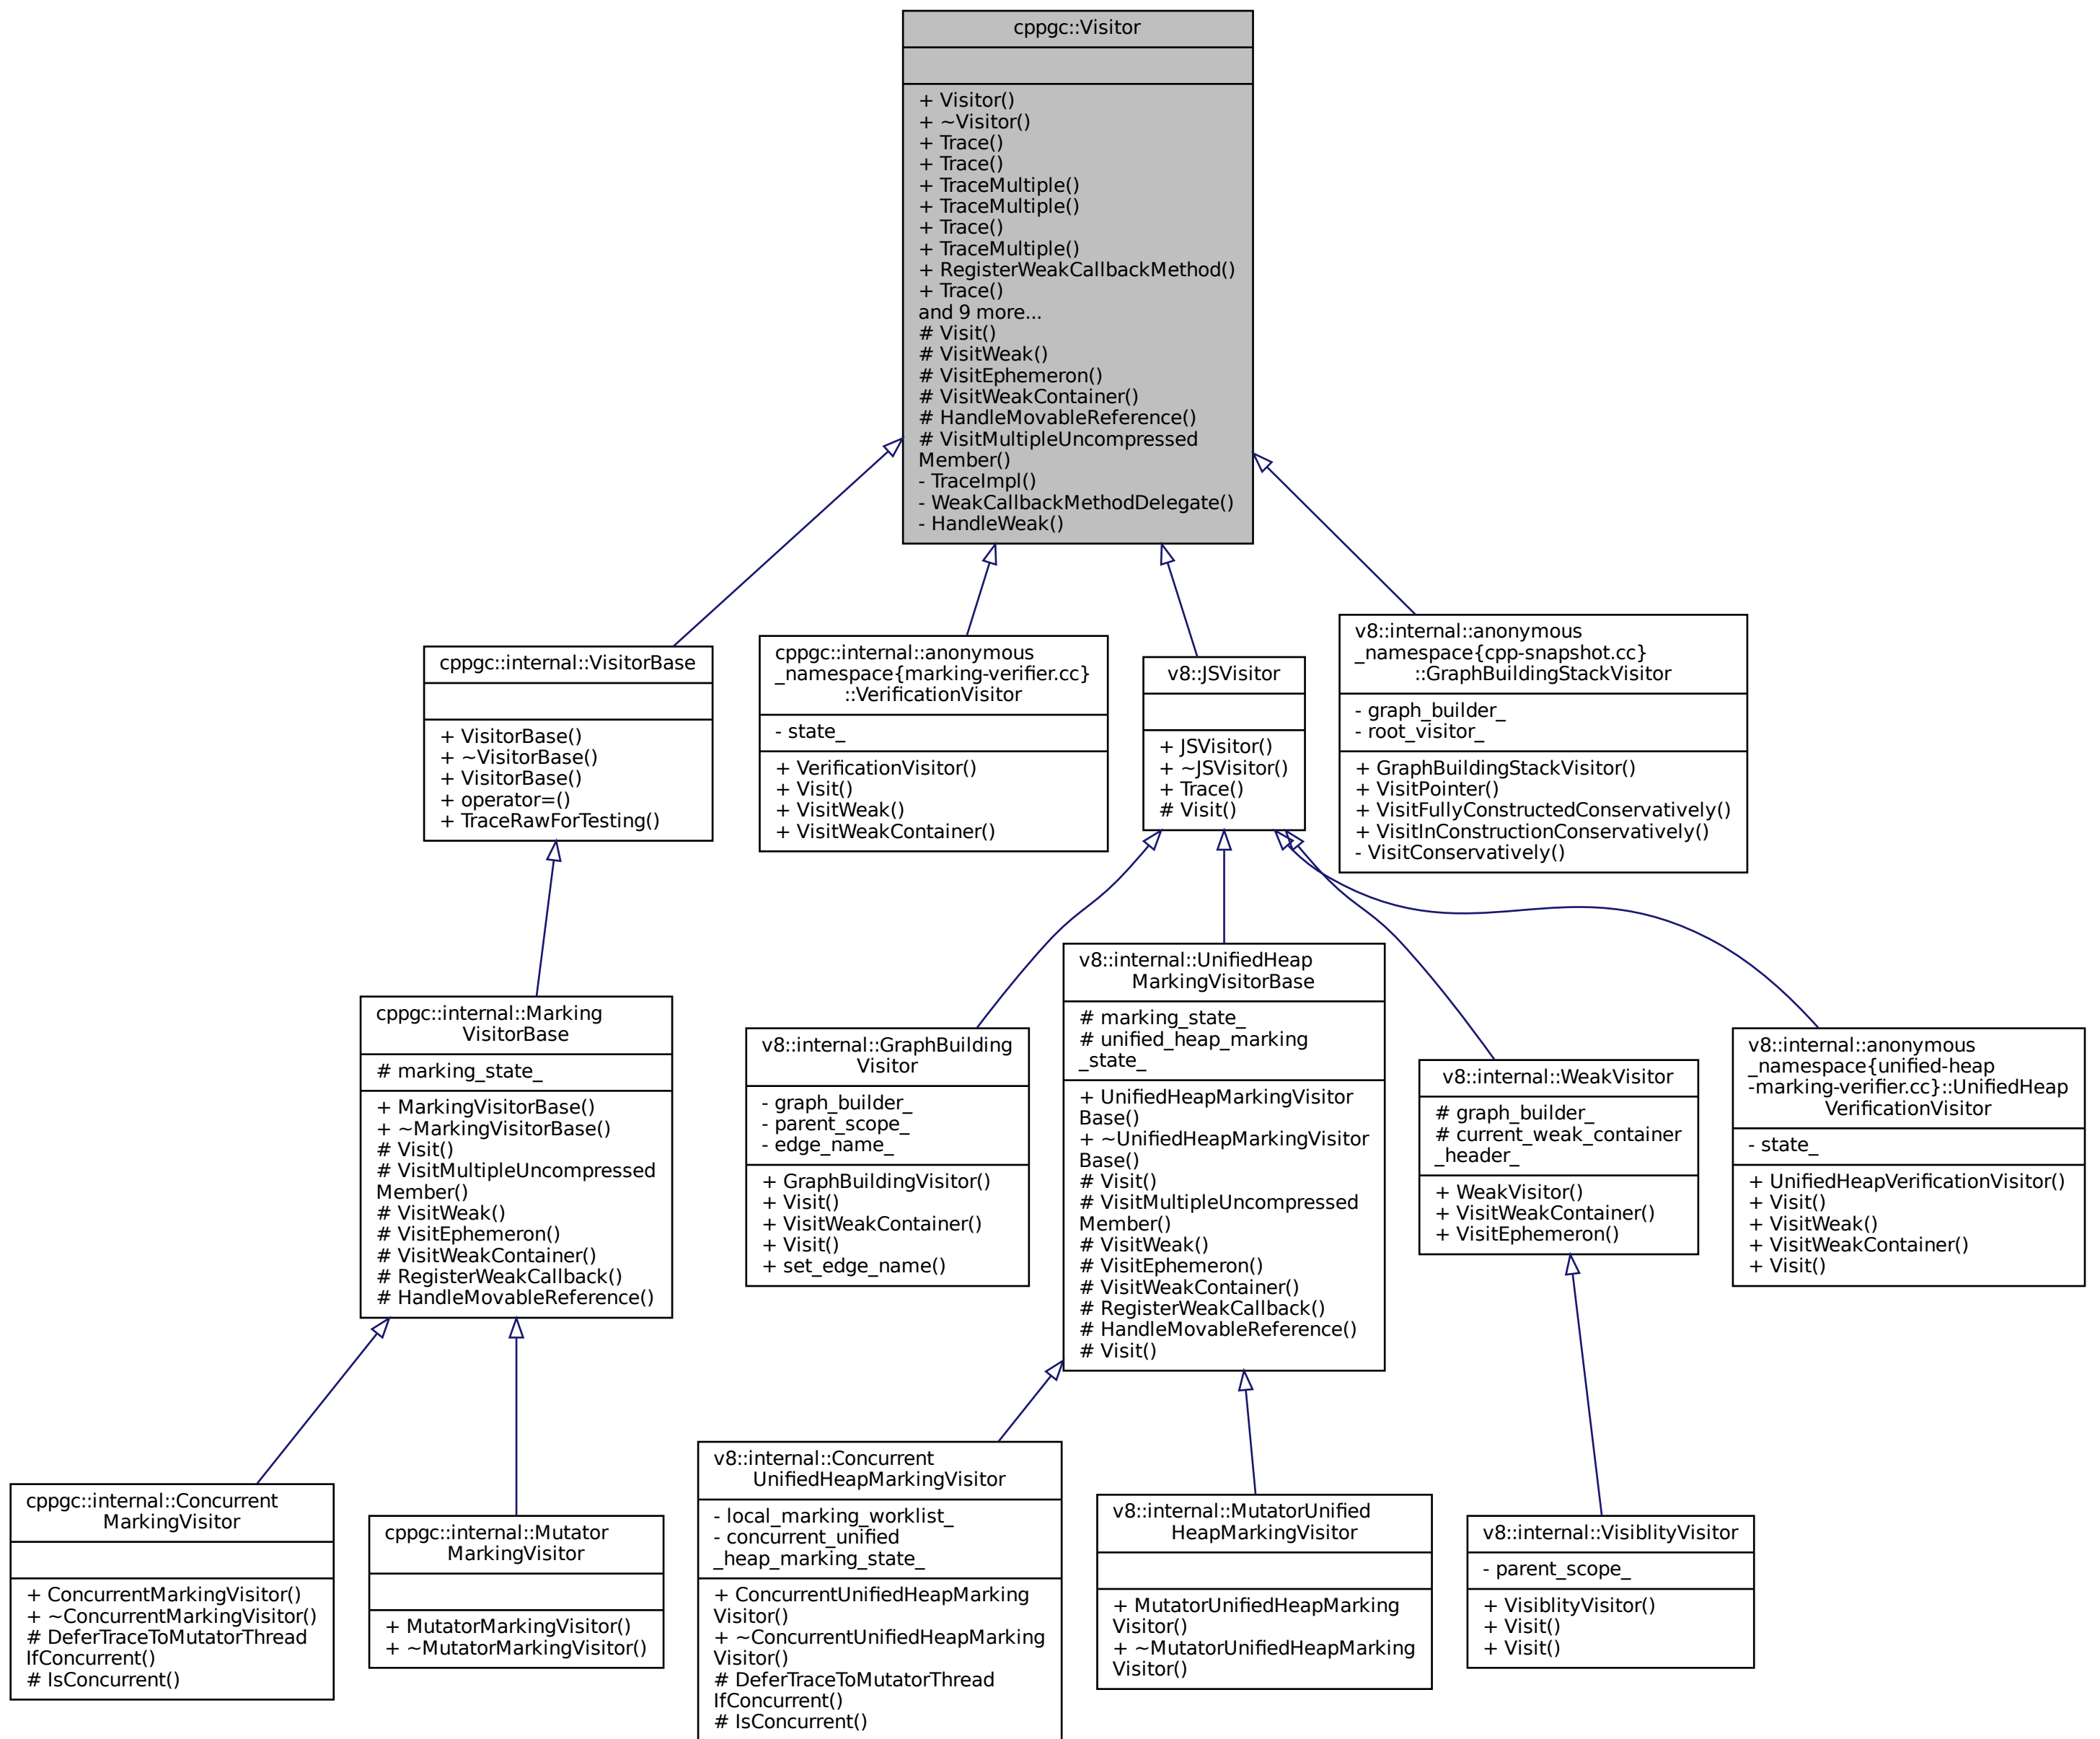 cppgc::Visitor
+ Visitor()
+ ~Visitor()
+ Trace()
+ Trace()
+ TraceMultiple()
+ TraceMultiple()
+ Trace()
+ TraceMultiple()
+ RegisterWeakCallbackMethod()
+ Trace()
and 9 more...
# Visit()
# VisitWeak()
# VisitEphemeron()
# VisitWeakContainer()
# HandleMovableReference()
# VisitMultipleUncompressed
Member()
- TraceImpl()
- WeakCallbackMethodDelegate()
- HandleWeak()
cppgc::internal::VisitorBase
+ VisitorBase()
+ ~VisitorBase()
+ VisitorBase()
+ operator=()
+ TraceRawForTesting()
cppgc::internal::anonymous
_namespace{marking-verifier.cc}
::VerificationVisitor
- state_
+ VerificationVisitor()
+ Visit()
+ VisitWeak()
+ VisitWeakContainer()
v8::JSVisitor
+ JSVisitor()
+ ~JSVisitor()
+ Trace()
# Visit()
v8::internal::anonymous
_namespace{cpp-snapshot.cc}
::GraphBuildingStackVisitor
- graph_builder_
- root_visitor_
+ GraphBuildingStackVisitor()
+ VisitPointer()
+ VisitFullyConstructedConservatively()
+ VisitInConstructionConservatively()
- VisitConservatively()
cppgc::internal::Marking
VisitorBase
# marking_state_
+ MarkingVisitorBase()
+ ~MarkingVisitorBase()
# Visit()
# VisitMultipleUncompressed
Member()
# VisitWeak()
# VisitEphemeron()
# VisitWeakContainer()
# RegisterWeakCallback()
# HandleMovableReference()
v8::internal::GraphBuilding
Visitor
- graph_builder_
- parent_scope_
- edge_name_
+ GraphBuildingVisitor()
+ Visit()
+ VisitWeakContainer()
+ Visit()
+ set_edge_name()
v8::internal::UnifiedHeap
MarkingVisitorBase
# marking_state_
# unified_heap_marking
_state_
+ UnifiedHeapMarkingVisitor
Base()
+ ~UnifiedHeapMarkingVisitor
Base()
# Visit()
# VisitMultipleUncompressed
Member()
# VisitWeak()
# VisitEphemeron()
# VisitWeakContainer()
# RegisterWeakCallback()
# HandleMovableReference()
# Visit()
v8::internal::WeakVisitor
# graph_builder_
# current_weak_container
_header_
+ WeakVisitor()
+ VisitWeakContainer()
+ VisitEphemeron()
v8::internal::anonymous
_namespace{unified-heap
-marking-verifier.cc}::UnifiedHeap
VerificationVisitor
- state_
+ UnifiedHeapVerificationVisitor()
+ Visit()
+ VisitWeak()
+ VisitWeakContainer()
+ Visit()
cppgc::internal::Concurrent
MarkingVisitor
+ ConcurrentMarkingVisitor()
+ ~ConcurrentMarkingVisitor()
# DeferTraceToMutatorThread
IfConcurrent()
# IsConcurrent()
cppgc::internal::Mutator
MarkingVisitor
+ MutatorMarkingVisitor()
+ ~MutatorMarkingVisitor()
v8::internal::Concurrent
UnifiedHeapMarkingVisitor
- local_marking_worklist_
- concurrent_unified
_heap_marking_state_
+ ConcurrentUnifiedHeapMarking
Visitor()
+ ~ConcurrentUnifiedHeapMarking
Visitor()
# DeferTraceToMutatorThread
IfConcurrent()
# IsConcurrent()
v8::internal::MutatorUnified
HeapMarkingVisitor
+ MutatorUnifiedHeapMarking
Visitor()
+ ~MutatorUnifiedHeapMarking
Visitor()
v8::internal::VisiblityVisitor
- parent_scope_
+ VisiblityVisitor()
+ Visit()
+ Visit()